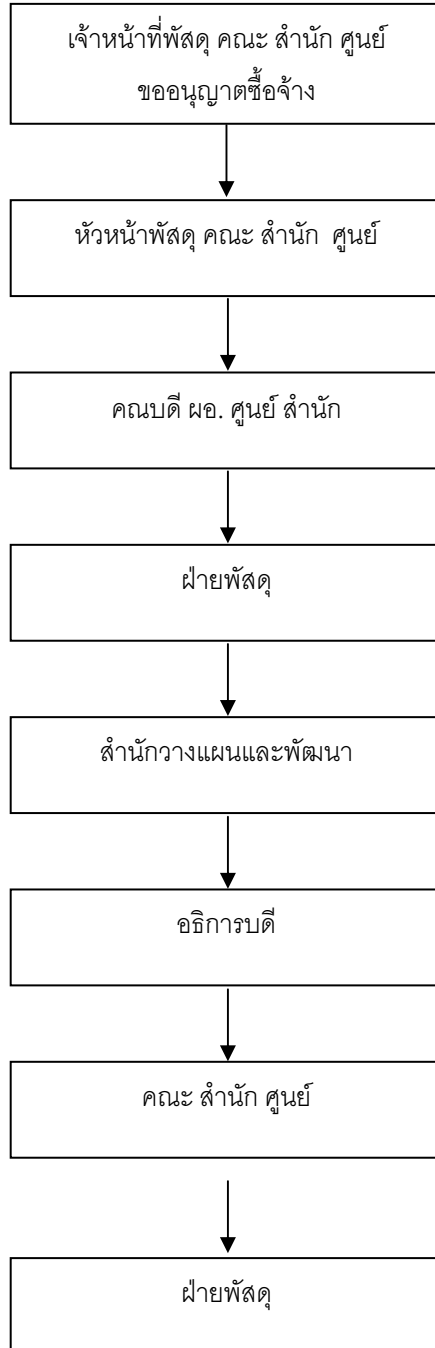 เจ้าหน้าที่พัสดุ คณะ สำนัก ศูนย์
ขออนุญาตซื้อจ้าง
หัวหน้าพัสดุ คณะ สำนัก ศูนย์
คณบดี ผอ. ศูนย์ สำนัก
ฝ่ายพัสดุ
สำนักวางแผนและพัฒนา
อธิการบดี
คณะ สำนัก ศูนย์
ฝ่ายพัสดุ